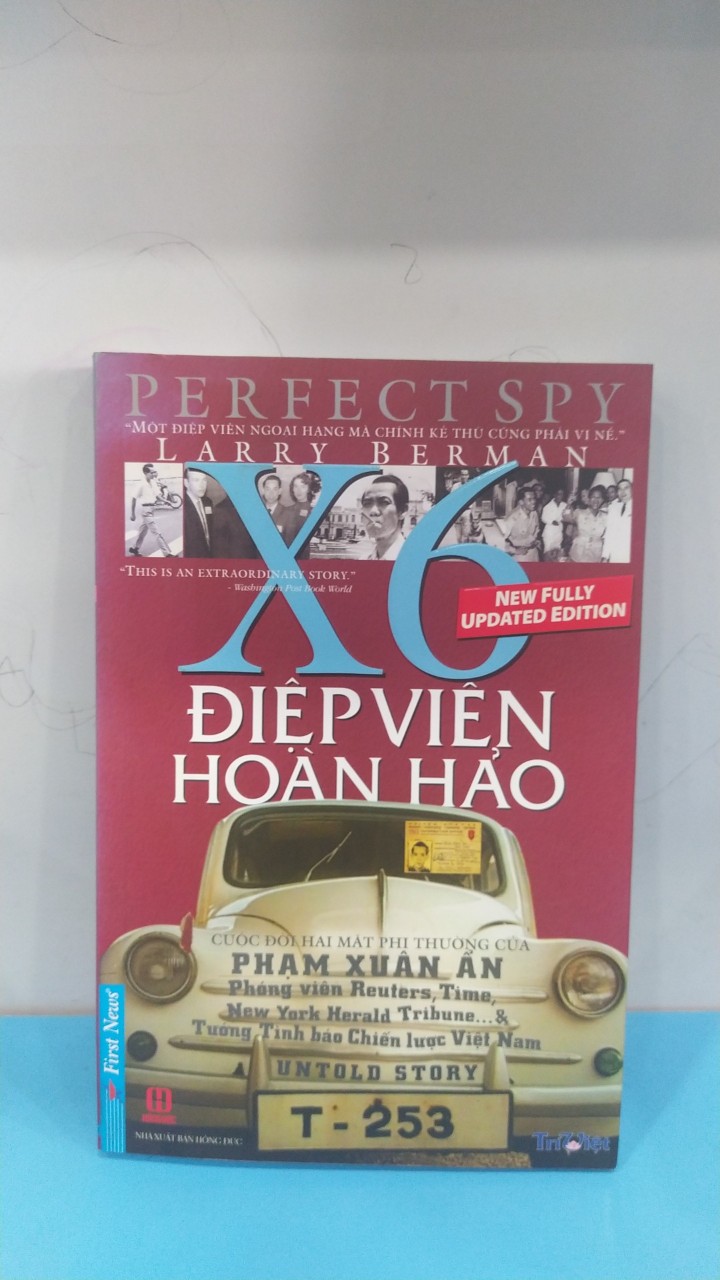 PERFECT SPY
"MỘT ĐIỆP VIÊN NGOẠI HẠNG MÀ CHÍNH KẺ THÙ CŨNG PHẢI VỊ NỂ."
LARRY BERMAN
X6
"THIS IS AN EXTRAORDINARY STORY."
- Washington Post Book World
NEW FULLY
UPDATED EDITION
ĐIỆP VIÊN
HOÀN HẢO
CUỘC ĐỜI HAI MẶT PHI THƯỜNG CỦA
PHẠM XUÂN ẨN
Phóng viên Reuters, Time,
New York Herald Tribune...&
Tướng Tình báo Chiến lược Việt Nam
UNTOLD STORY
T - 253
First News
NHÀ XUẤT BẢN HỒNG ĐỨC
Trí Việt